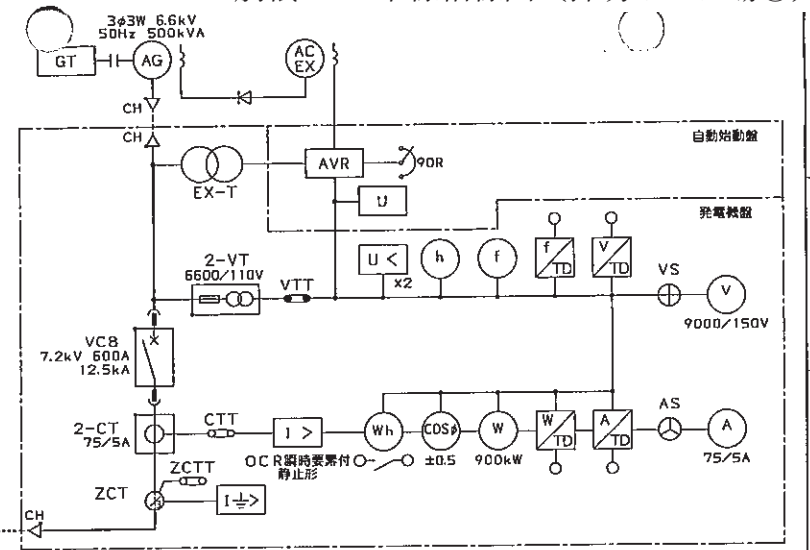 3φ3W 6.6kV
50Hz 500kVA
GT
AG
AC
EX
CH
CH
自動始動盤
AVR
90R
EX-T
U
発電機盤
2-VT
6600/110V
VTT
U <
X2
h
f
f
TD
V
TD
VS
V
9000/150V
VCB
7.2kV 600A
12.5kA
2-CT
75/5A
CTT
I >
Wh
COSφ
W
W
TD
A
TD
AS
A
OCR瞬時要素付
静止形
±0.5
900kW
75/5A
ZCTT
ZCT
I >
CH